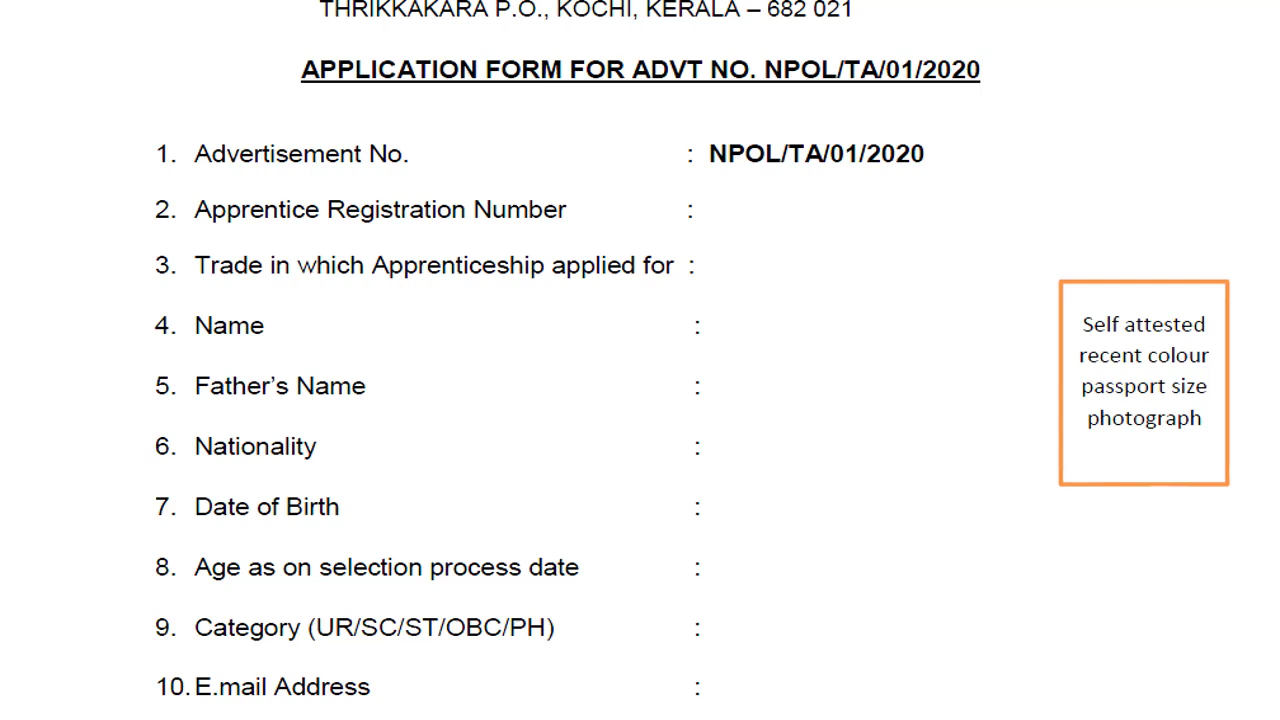 THRIKKAKARA P.O., KOCHI, KERALA – 682 021
APPLICATION FORM FOR ADVT NO. NPOL/TA/01/2020
1. Advertisement No. : NPOL/TA/01/2020
2. Apprentice Registration Number :
3. Trade in which Apprenticeship applied for :
4. Name :
5. Father’s Name :
6. Nationality :
7. Date of Birth :
8. Age as on selection process date :
9. Category (UR/SC/ST/OBC/PH) :
10. E.mail Address :
Self attested
recent colour
passport size
photograph